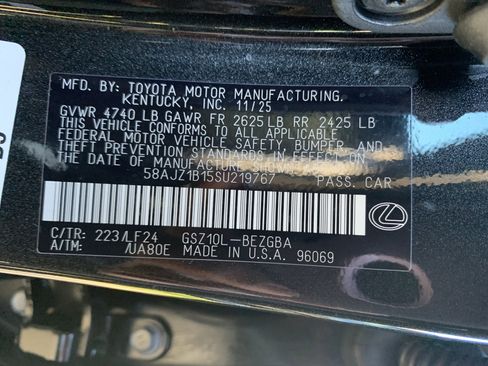 MFD. BY: TOYOTA MOTOR MANUFACTURING.
KENTUCKY, INC. 11/25
GVWR 4740 LB GAWR FR 2625 LB RR 2425 LB
THIS VEHICLE CONFORMS TO ALL APPLICABLE
FEDERAL MOTOR VEHICLE SAFETY, BUMPER, AND
THEFT PREVENTION STANDARDS IN EFFECT ON
THE DATE OF MANUFACTURE SHOWN ABOVE.
58AJZ1B15SU219767 PASS. CAR
C/TR: 223/LF24 GSZ10L-BEZGBA
A/TM: /UA80E MADE IN U.S.A. 96069